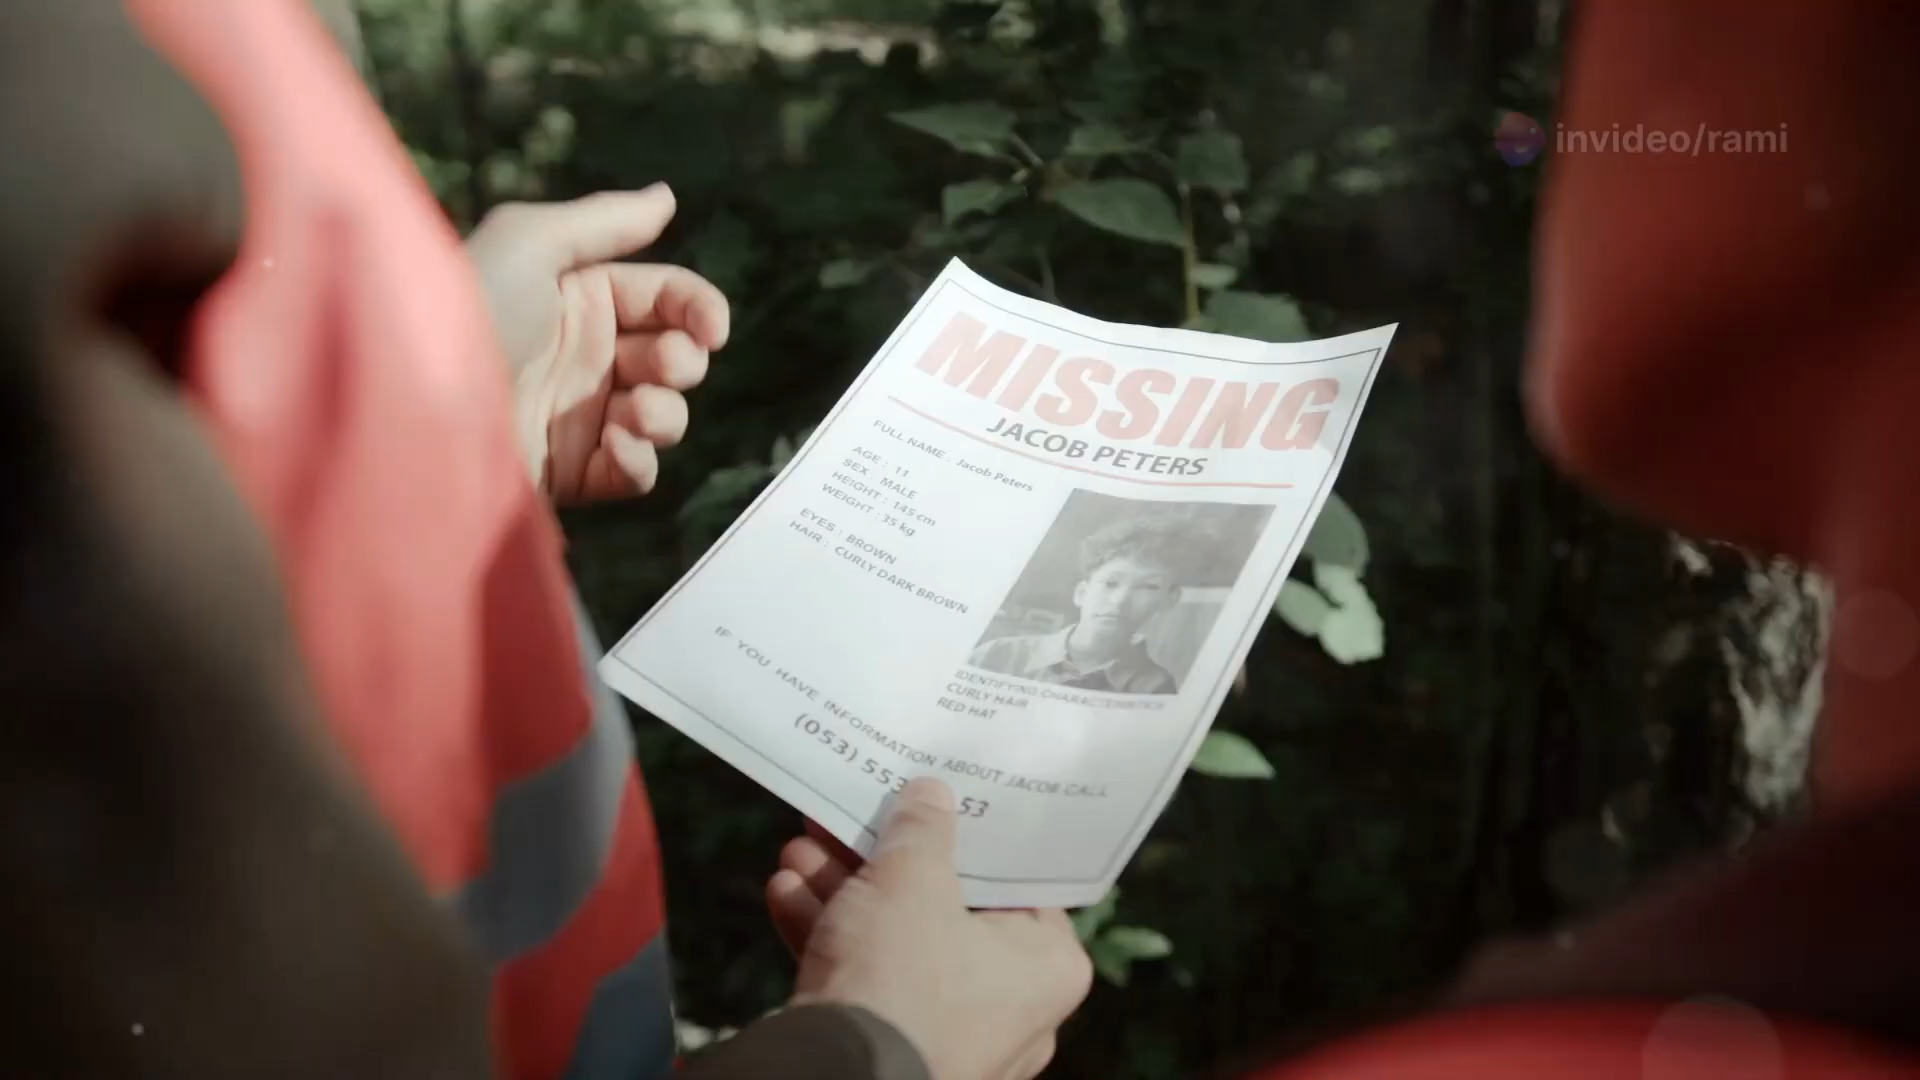 invideo/rami
MISSING
JACOB PETERS
FULL NAME : Jacob Peters
AGE : 11
SEX : MALE
HEIGHT : 145 cm
WEIGHT : 35 kg
EYES : BROWN
HAIR : CURLY DARK BROWN
IDENTIFYING CHARACTERISTICS
CURLY HAIR
RED HAT
IF YOU HAVE INFORMATION ABOUT JACOB CALL
(053) 553 53